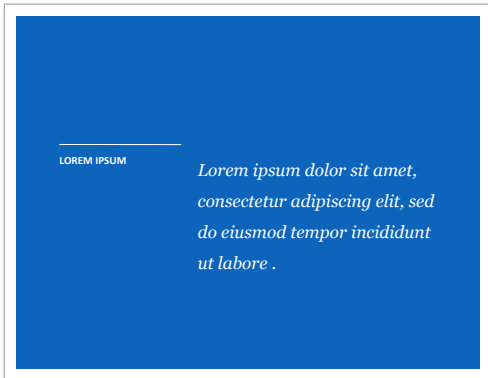 LOREM IPSUM
Lorem ipsum dolor sit amet,
consectetur adipiscing elit, sed
do eiusmod tempor incididunt
ut labore .